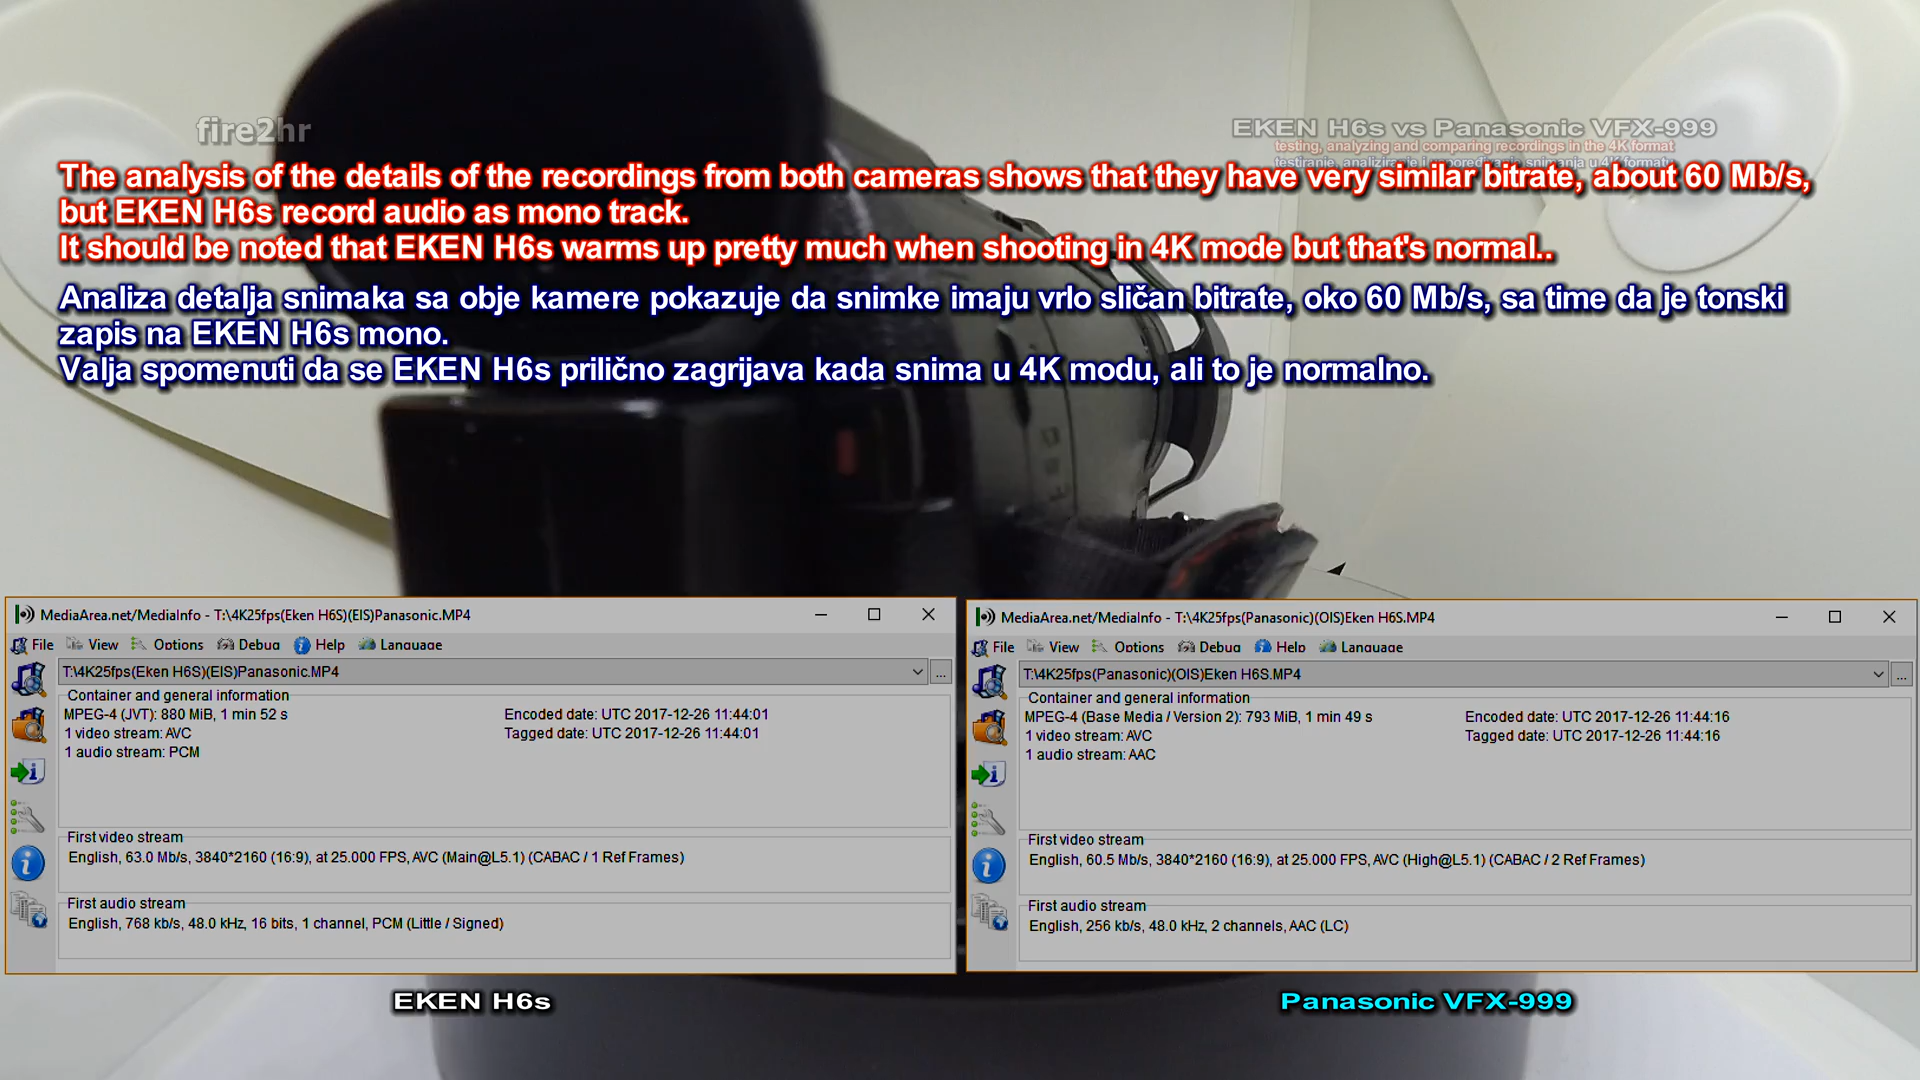 fire2hr
EKEN H6s vs Panasonic VFX-999
testing, analyzing and comparing recordings in the 4K format
testiranje, analiziranje i uspoređivanje snimanja u 4K formatu
The analysis of the details of the recordings from both cameras shows that they have very similar bitrate, about 60 Mb/s,
but EKEN H6s record audio as mono track.
It should be noted that EKEN H6s warms up pretty much when shooting in 4K mode but that's normal..
Analiza detalja snimaka sa obje kamere pokazuje da snimke imaju vrlo sličan bitrate, oko 60 Mb/s, sa time da je tonski
zapis na EKEN H6s mono.
Valja spomenuti da se EKEN H6s prilično zagrijava kada snima u 4K modu, ali to je normalno.
MediaArea.net/MediaInfo - T:\4K25fps(Eken H6S)(EIS)Panasonic.MP4
File View Options Debug Help Language
T:\4K25fps(Eken H6S)(EIS)Panasonic.MP4
...
Container and general information
MPEG-4 (JVT): 880 MiB, 1 min 52 s
1 video stream: AVC
1 audio stream: PCM
Encoded date: UTC 2017-12-26 11:44:01
Tagged date: UTC 2017-12-26 11:44:01
First video stream
English, 63.0 Mb/s, 3840*2160 (16:9), at 25.000 FPS, AVC (Main@L5.1) (CABAC / 1 Ref Frames)
First audio stream
English, 768 kb/s, 48.0 kHz, 16 bits, 1 channel, PCM (Little / Signed)
EKEN H6s
MediaArea.net/MediaInfo - T:\4K25fps(Panasonic)(OIS)Eken H6S.MP4
File View Options Debug Help Language
T:\4K25fps(Panasonic)(OIS)Eken H6S.MP4
...
Container and general information
MPEG-4 (Base Media / Version 2): 793 MiB, 1 min 49 s
1 video stream: AVC
1 audio stream: AAC
Encoded date: UTC 2017-12-26 11:44:16
Tagged date: UTC 2017-12-26 11:44:16
First video stream
English, 60.5 Mb/s, 3840*2160 (16:9), at 25.000 FPS, AVC (High@L5.1) (CABAC / 2 Ref Frames)
First audio stream
English, 256 kb/s, 48.0 kHz, 2 channels, AAC (LC)
Panasonic VFX-999